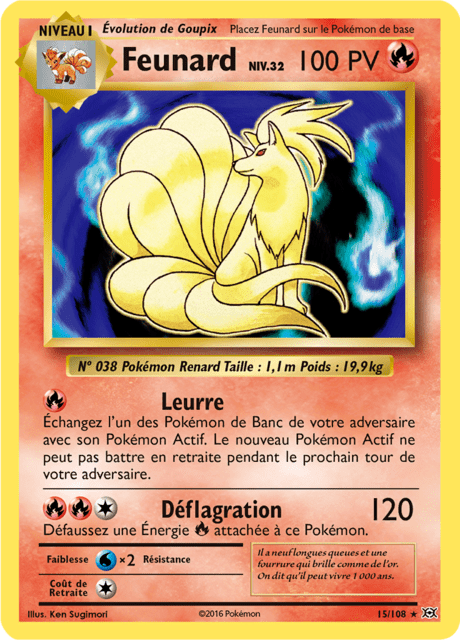 NIVEAU 1 Évolution de Goupix Placez Feunard sur le Pokémon de base
Feunard NIV.32 100 PV
N° 038 Pokémon Renard Taille : 1,1 m Poids : 19,9 kg
Leurre
Échangez l'un des Pokémon de Banc de votre adversaire
avec son Pokémon Actif. Le nouveau Pokémon Actif ne
peut pas battre en retraite pendant le prochain tour de
votre adversaire.
Déflagration 120
Défaussez une Énergie attachée à ce Pokémon.
Faiblesse ×2 Résistance
Coût de
Retraite
Il a neuf longues queues et une
fourrure qui brille comme de l'or.
On dit qu'il peut vivre 1 000 ans.
Illus. Ken Sugimori ©2016 Pokémon 15/108 ★